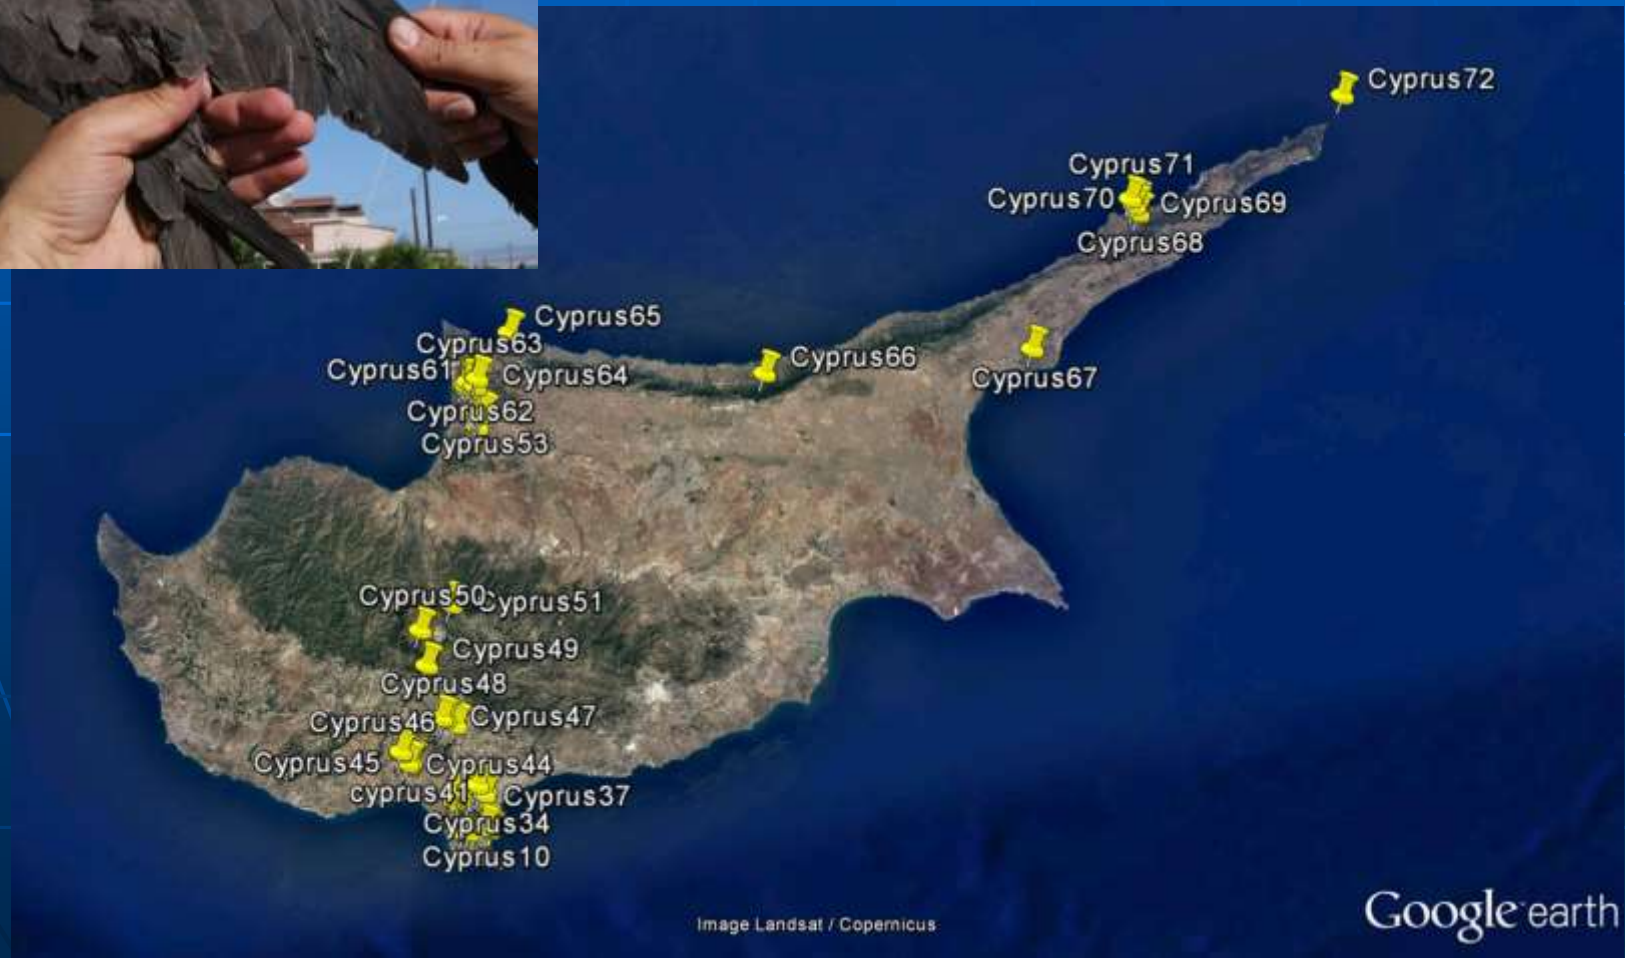 Cyprus72
Cyprus71
Cyprus70
Cyprus69
Cyprus68
Cyprus65
Cyprus63
Cyprus66
Cyprus61
Cyprus64
Cyprus67
Cyprus62
Cyprus53
Cyprus50
Cyprus51
Cyprus49
Cyprus48
Cyprus46
Cyprus47
Cyprus45
Cyprus44
cyprus41
Cyprus37
Cyprus34
Cyprus10
Image Landsat / Copernicus
Google earth